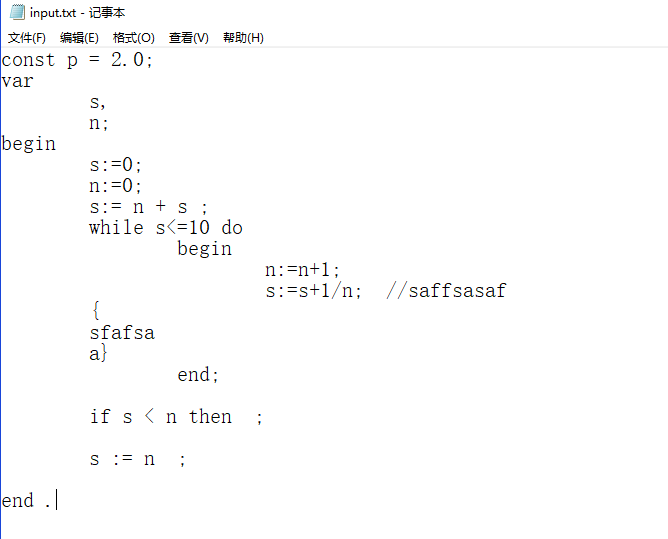 input.txt - 记事本
文件(F) 编辑(E) 格式(O) 查看(V) 帮助(H)
const p = 2.0;
var
s,
n;
begin
s:=0;
n:=0;
s:= n + s ;
while s<=10 do
begin
n:=n+1;
s:=s+1/n; //saffsasaf
{
sfafsa
a}
end;
if s < n then ;
s := n ;
end .